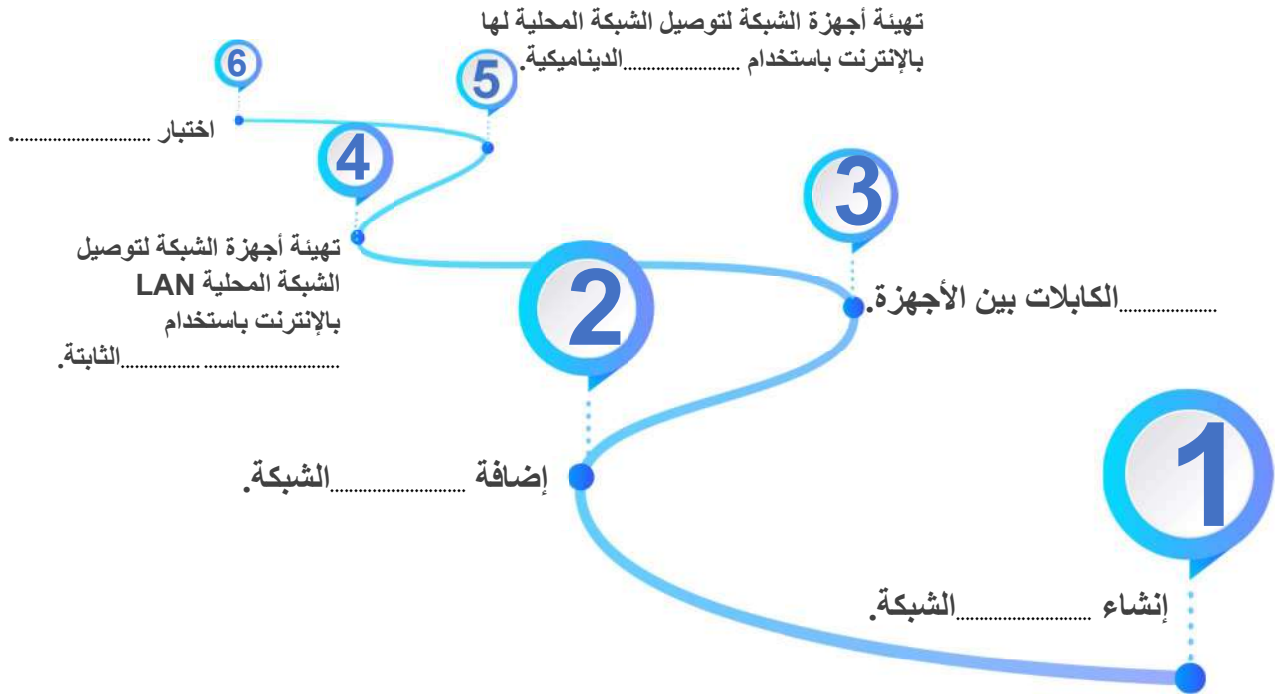 1
إنشاء ........................الشبكة.
2
إضافة ........................الشبكة.
3
.................الكابلات بين الأجهزة.
4
تهيئة أجهزة الشبكة لتوصيل
الشبكة المحلية LAN
بالإنترنت باستخدام
........................... ................الثابتة.
5
تهيئة أجهزة الشبكة لتوصيل الشبكة المحلية لها
بالإنترنت باستخدام .......................الديناميكية.
6
اختبار ...........................